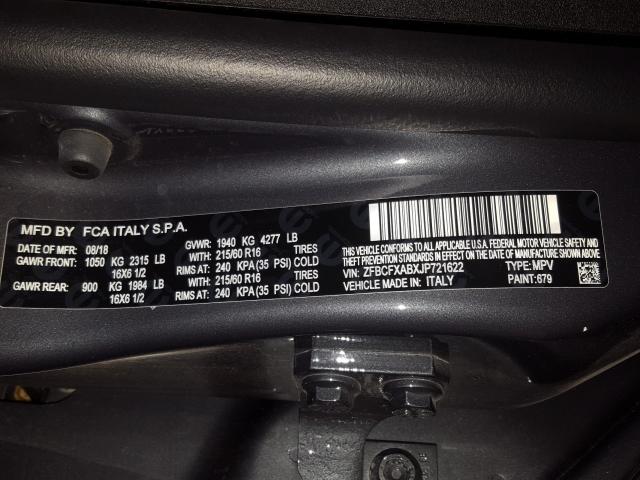 MFD BY FCA ITALY S.P.A.
DATE OF MFR: 08/18 GVWR: 1940 KG 4277 LB
GAWR FRONT: 1050 KG 2315 LB WITH: 215/60 R16 TIRES
16X6 1/2 RIMS AT: 240 KPA (35 PSI) COLD
GAWR REAR: 900 KG 1984 LB WITH: 215/60 R16 TIRES
16X6 1/2 RIMS AT: 240 KPA (35 PSI) COLD
THIS VEHICLE CONFORMS TO ALL APPLICABLE U.S.A. FEDERAL MOTOR VEHICLE SAFETY AND
THEFT PREVENTION STANDARDS IN EFFECT ON THE DATE OF MANUFACTURE SHOWN ABOVE
VIN: ZFBCFXABXJP721622 TYPE: MPV
VEHICLE MADE IN: ITALY PAINT: 679